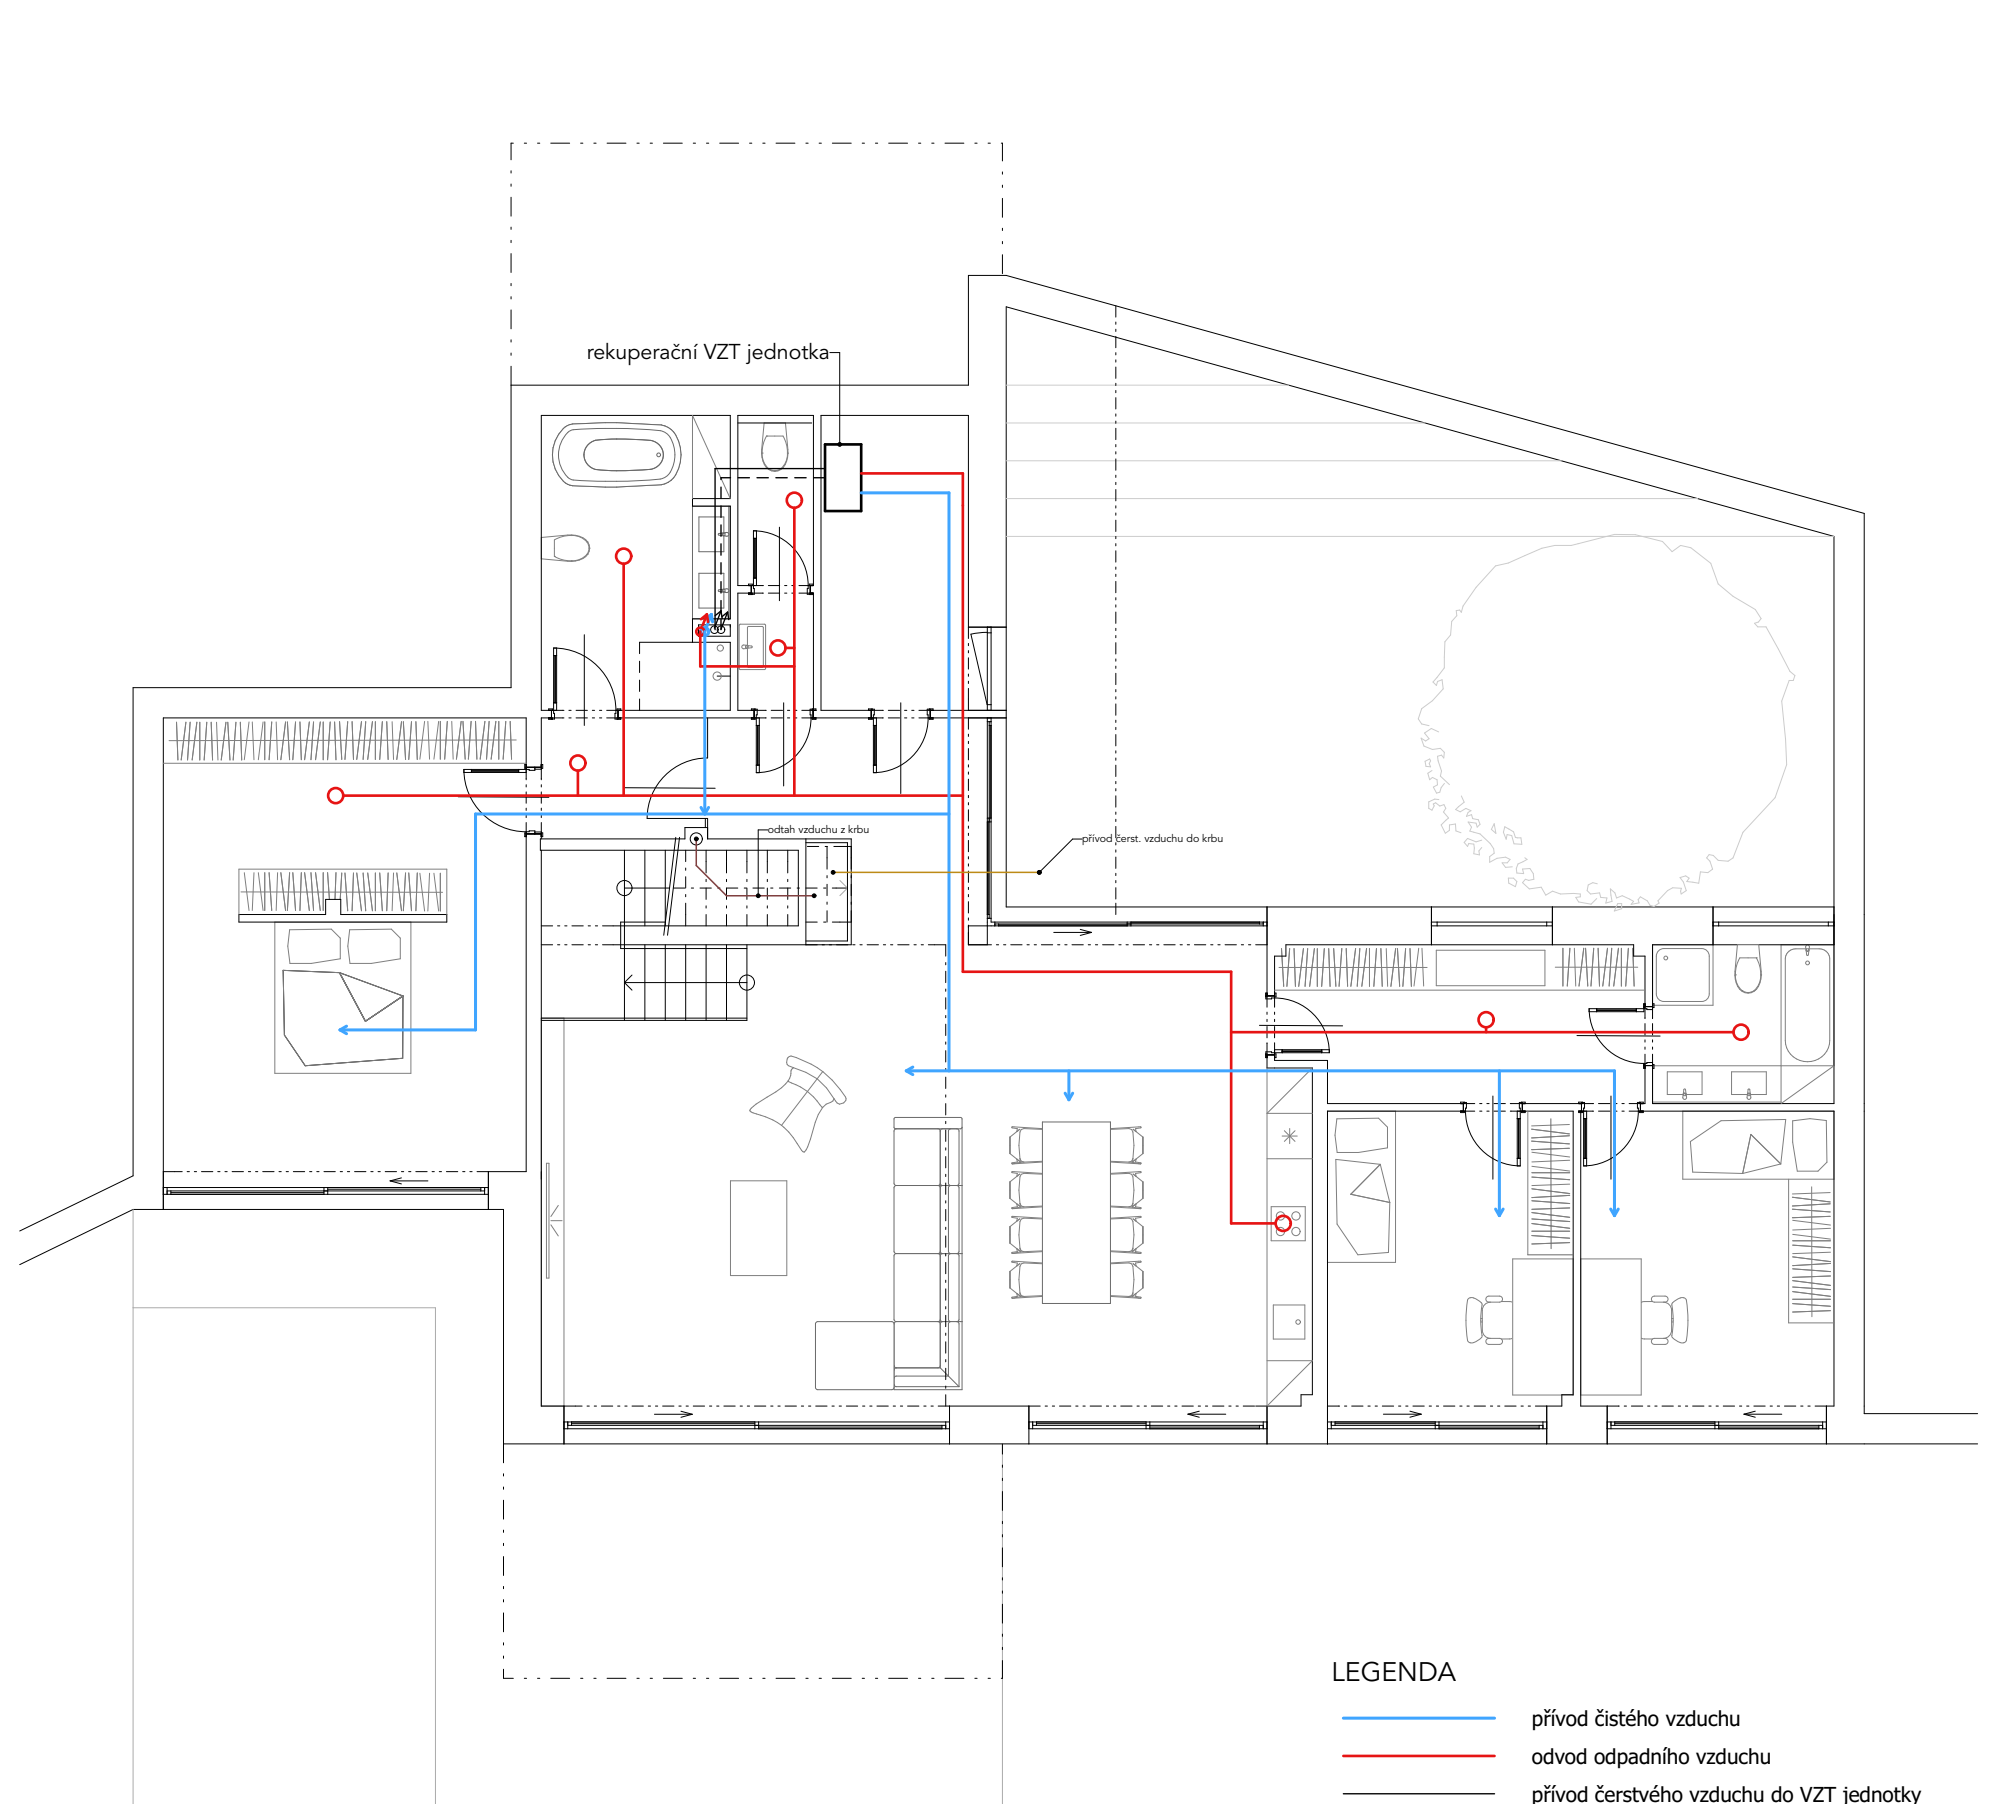 rekuperační VZT jednotka
odtah vzduchu z krbu
přívod čerst. vzduchu do krbu
LEGENDA
přívod čistého vzduchu
odvod odpadního vzduchu
přívod čerstvého vzduchu do VZT jednotky